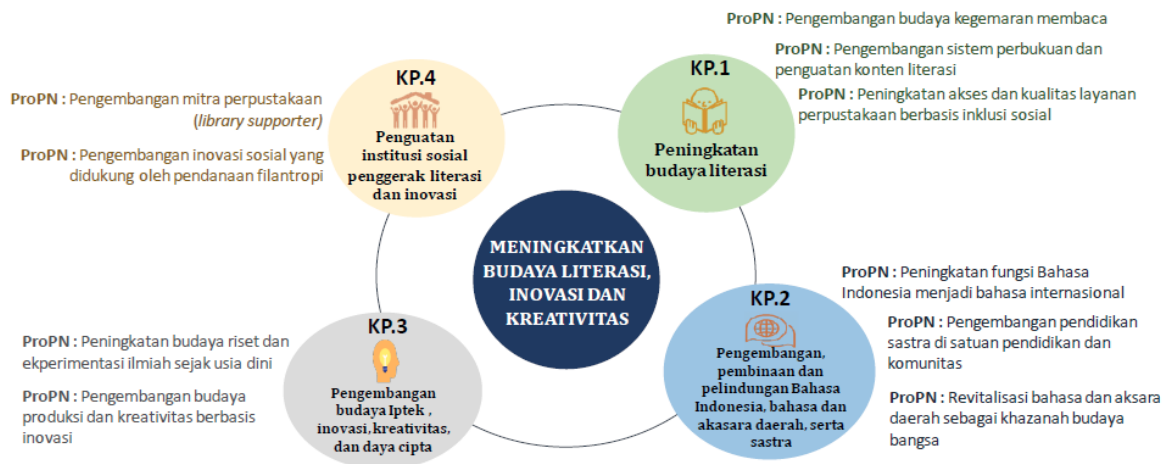 KP.1
Peningkatan
budaya literasi
ProPN : Pengembangan budaya kegemaran membaca
ProPN : Pengembangan sistem perbukuan dan
penguatan konten literasi
ProPN : Peningkatan akses dan kualitas layanan
perpustakaan berbasis inklusi sosial
KP.4
Penguatan
institusi sosial
penggerak literasi
dan inovasi
ProPN : Pengembangan mitra perpustakaan
(library supporter)
ProPN : Pengembangan inovasi sosial yang
didukung oleh pendanaan filantropi
MENINGKATKAN
BUDAYA LITERASI,
INOVASI DAN
KREATIVITAS
KP.2
Pengembangan,
pembinaan dan
pelindungan Bahasa
Indonesia, bahasa dan
akasara daerah, serta
sastra
ProPN : Peningkatan fungsi Bahasa
Indonesia menjadi bahasa internasional
ProPN : Pengembangan pendidikan
sastra di satuan pendidikan dan
komunitas
ProPN : Revitalisasi bahasa dan aksara
daerah sebagai khazanah budaya
bangsa
KP.3
Pengembangan
budaya Iptek ,
inovasi, kreativitas,
dan daya cipta
ProPN : Peningkatan budaya riset dan
ekperimentasi ilmiah sejak usia dini
ProPN : Pengembangan budaya
produksi dan kreativitas berbasis
inovasi